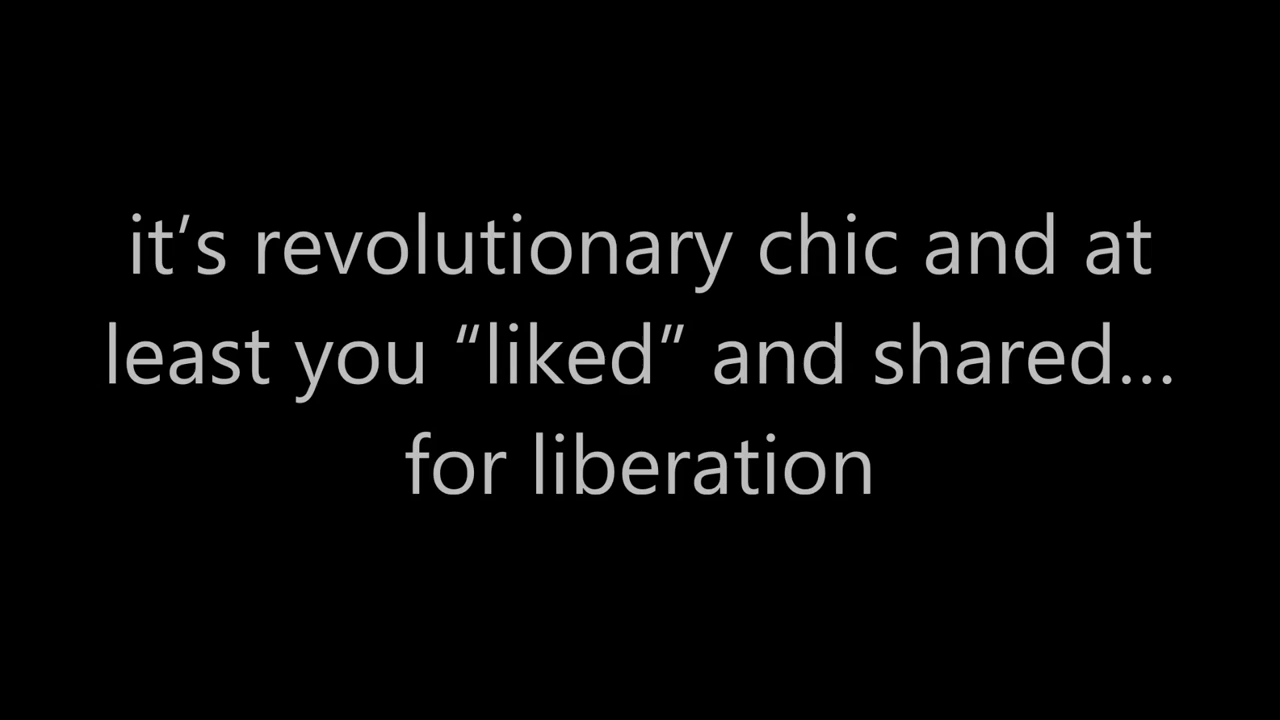 it’s revolutionary chic and at
least you “liked” and shared...
for liberation